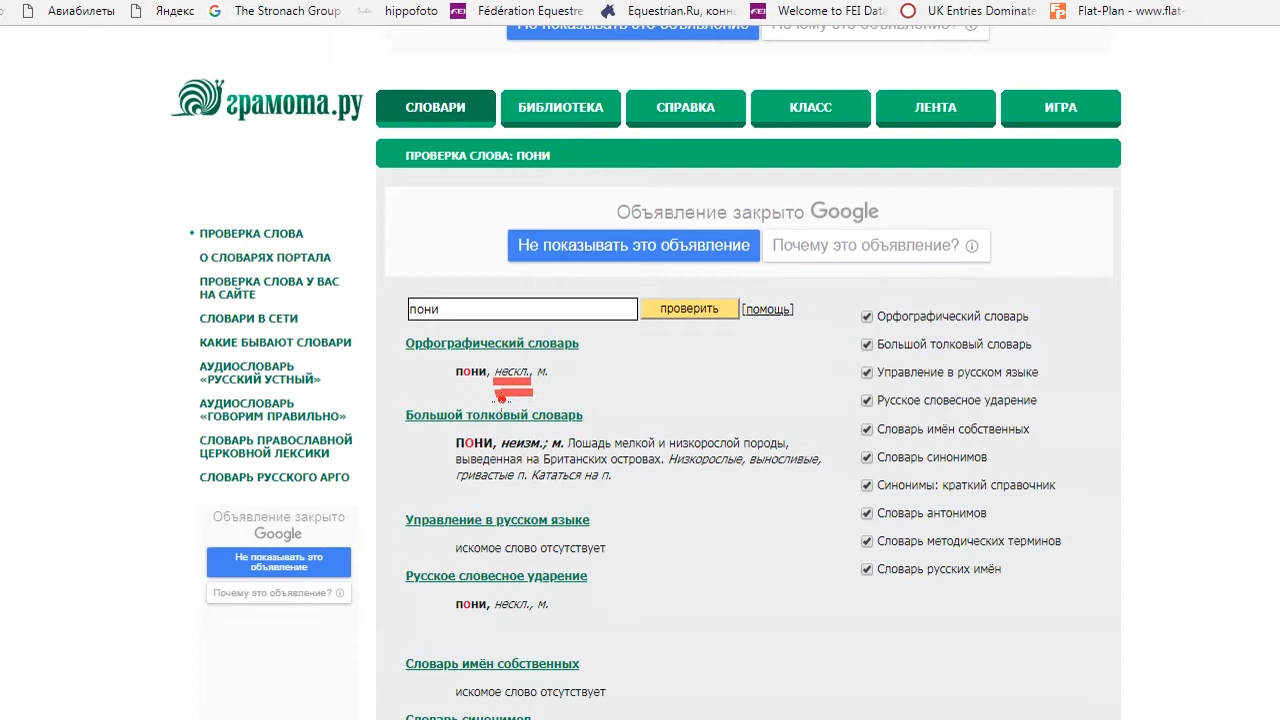 Авиабилеты Яндекс The Stronach Group hippofoto Fédération Equestre Equestrian.Ru, конно Welcome to FEI Data UK Entries Dominate Flat-Plan - www.flat-
Не показывать это объявление Почему это объявление?
грамота.ру
СЛОВАРИ БИБЛИОТЕКА СПРАВКА КЛАСС ЛЕНТА ИГРА
ПРОВЕРКА СЛОВА: ПОНИ
Объявление закрыто Google
Не показывать это объявление Почему это объявление?
ПРОВЕРКА СЛОВА
О СЛОВАРЯХ ПОРТАЛА
ПРОВЕРКА СЛОВА У ВАС
НА САЙТЕ
СЛОВАРИ В СЕТИ
КАКИЕ БЫВАЮТ СЛОВАРИ
АУДИОСЛОВАРЬ
«РУССКИЙ УСТНЫЙ»
АУДИОСЛОВАРЬ
«ГОВОРИМ ПРАВИЛЬНО»
СЛОВАРЬ ПРАВОСЛАВНОЙ
ЦЕРКОВНОЙ ЛЕКСИКИ
СЛОВАРЬ РУССКОГО АРГО
Объявление закрыто
Google
Не показывать это
объявление
Почему это объявление?
пони проверить [помощь]
Орфографический словарь
пони, нескл., м.
Большой толковый словарь
ПОНИ, неизм.; м. Лошадь мелкой и низкорослой породы,
выведенная на Британских островах. Низкорослые, выносливые,
гривастые п. Кататься на п.
Управление в русском языке
искомое слово отсутствует
Русское словесное ударение
пони, нескл., м.
Словарь имён собственных
искомое слово отсутствует
Словарь синонимов
Орфографический словарь
Большой толковый словарь
Управление в русском языке
Русское словесное ударение
Словарь имён собственных
Словарь синонимов
Синонимы: краткий справочник
Словарь антонимов
Словарь методических терминов
Словарь русских имён